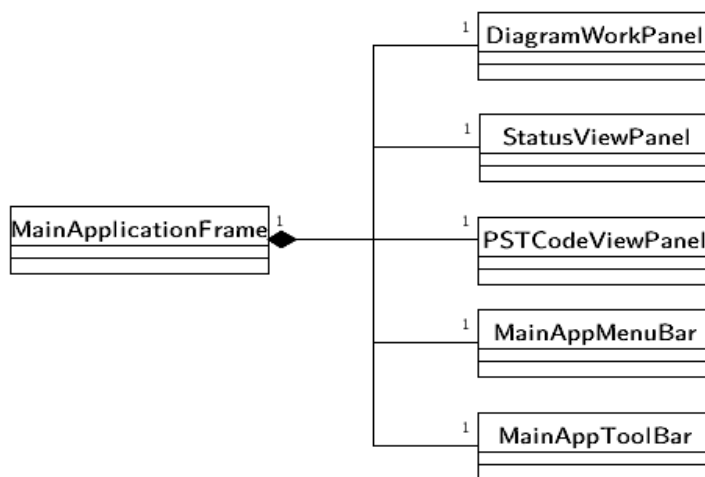 1
DiagramWorkPanel
1
StatusViewPanel
MainApplicationFrame
1
1
PSTCodeViewPanel
1
MainAppMenuBar
1
MainAppToolBar